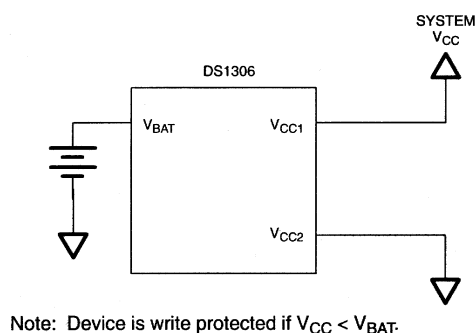 SYSTEM
VCC
DS1306
VBAT
VCC1
VCC2
Note: Device is write protected if VCC < VBAT.